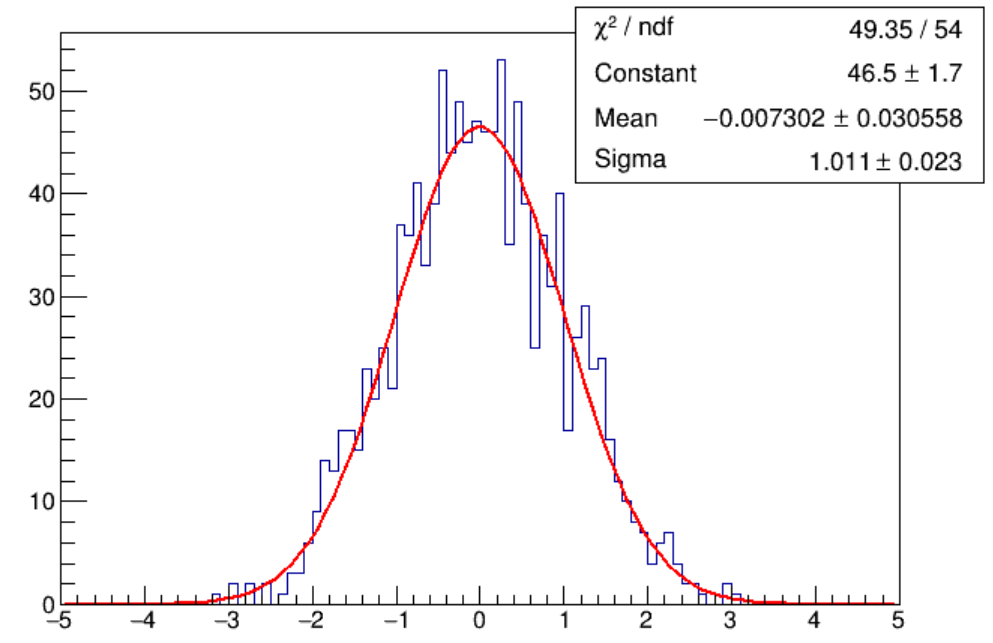 χ² / ndf 49.35 / 54
Constant 46.5 ± 1.7
Mean −0.007302 ± 0.030558
Sigma 1.011 ± 0.023
50
40
30
20
10
0
−5 −4 −3 −2 −1 0 1 2 3 4 5